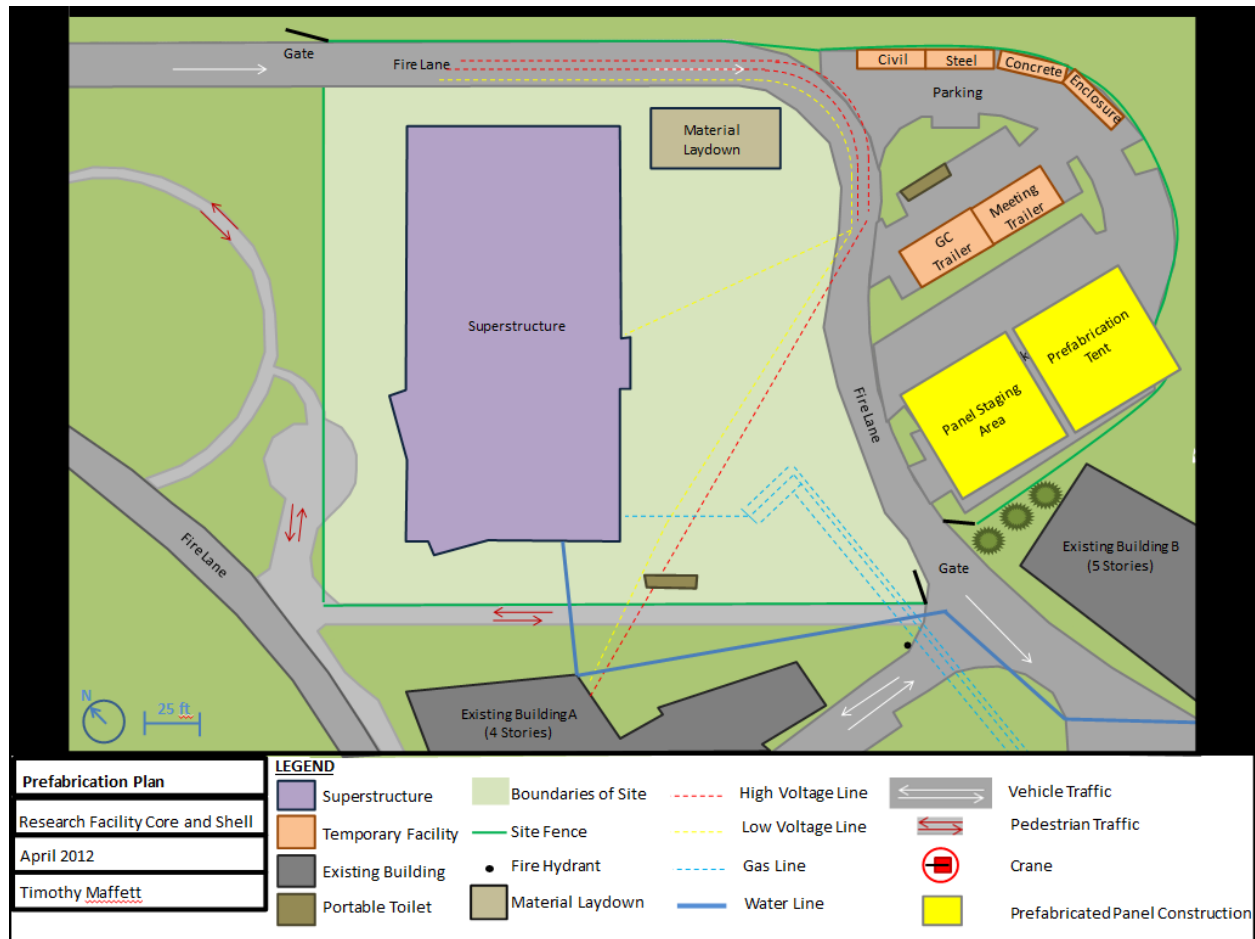 Gate
Fire Lane
Civil
Steel
Concrete
Enclosure
Parking
Material
Laydown
Meeting
Trailer
GC
Trailer
Superstructure
Prefabrication
Tent
k
Panel Staging
Area
Fire Lane
Fire Lane
Existing Building B
(5 Stories)
Gate
N
25 ft
Existing Building A
(4 Stories)
Prefabrication Plan
Research Facility Core and Shell
April 2012
Timothy Maffett
LEGEND
Superstructure
Temporary Facility
Existing Building
Portable Toilet
Boundaries of Site
Site Fence
Fire Hydrant
Material Laydown
High Voltage Line
Low Voltage Line
Gas Line
Water Line
Vehicle Traffic
Pedestrian Traffic
Crane
Prefabricated Panel Construction